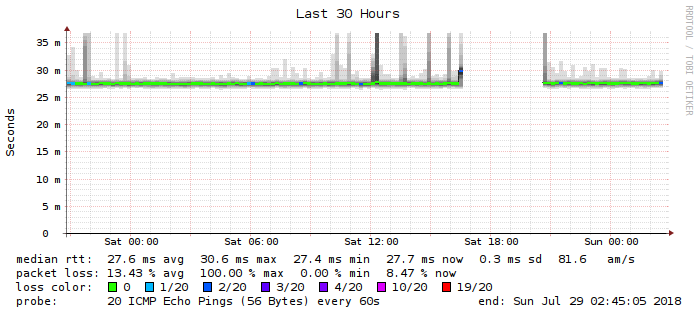 Last 30 Hours
RRDTOOL / TOBI OETIKER
Seconds
35 m
30 m
25 m
20 m
15 m
10 m
5 m
0
Sat 00:00 Sat 06:00 Sat 12:00 Sat 18:00 Sun 00:00
median rtt: 27.6 ms avg 30.6 ms max 27.4 ms min 27.7 ms now 0.3 ms sd 81.6 am/s
packet loss: 13.43 % avg 100.00 % max 0.00 % min 8.47 % now
loss color: 0 1/20 2/20 3/20 4/20 10/20 19/20
probe: 20 ICMP Echo Pings (56 Bytes) every 60s end: Sun Jul 29 02:45:05 2018